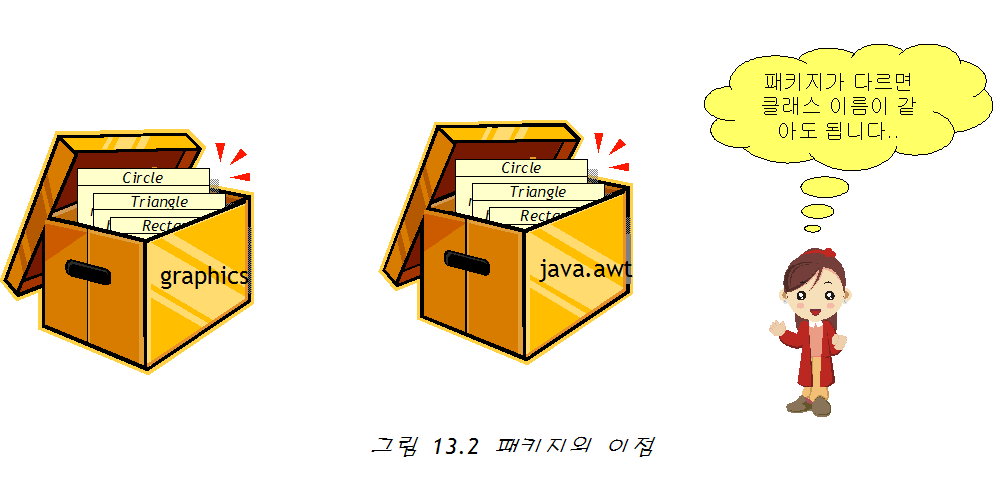 Circle
Triangle
graphics
Circle
Triangle
java.awt
패키지가 다르면
클래스 이름이 같
아도 됩니다..
그림 13.2 패키지의 이점